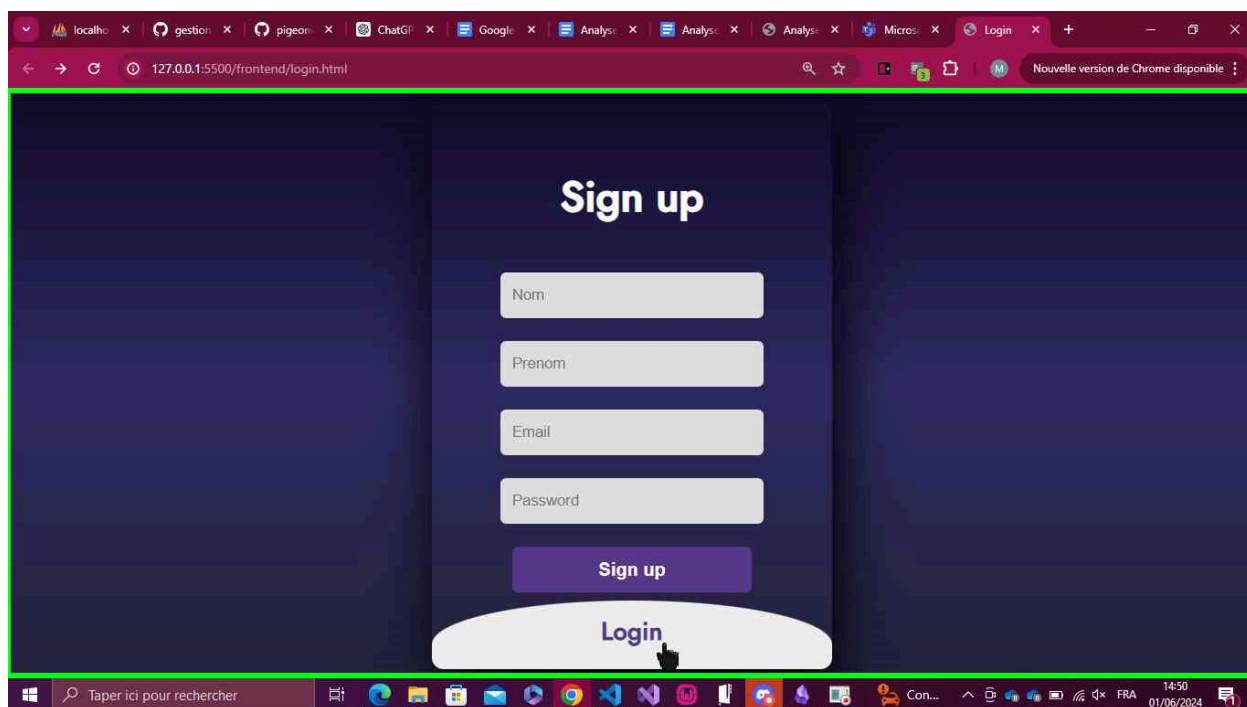 localho gestion pigeon- ChatGP Google Analyse Analyse Analyse Micros Login
127.0.0.1:5500/frontend/login.html
3
M
Nouvelle version de Chrome disponible
Sign up
Nom
Prenom
Email
Password
Sign up
Login
Taper ici pour rechercher
Con...
FRA
14:50
01/06/2024
1